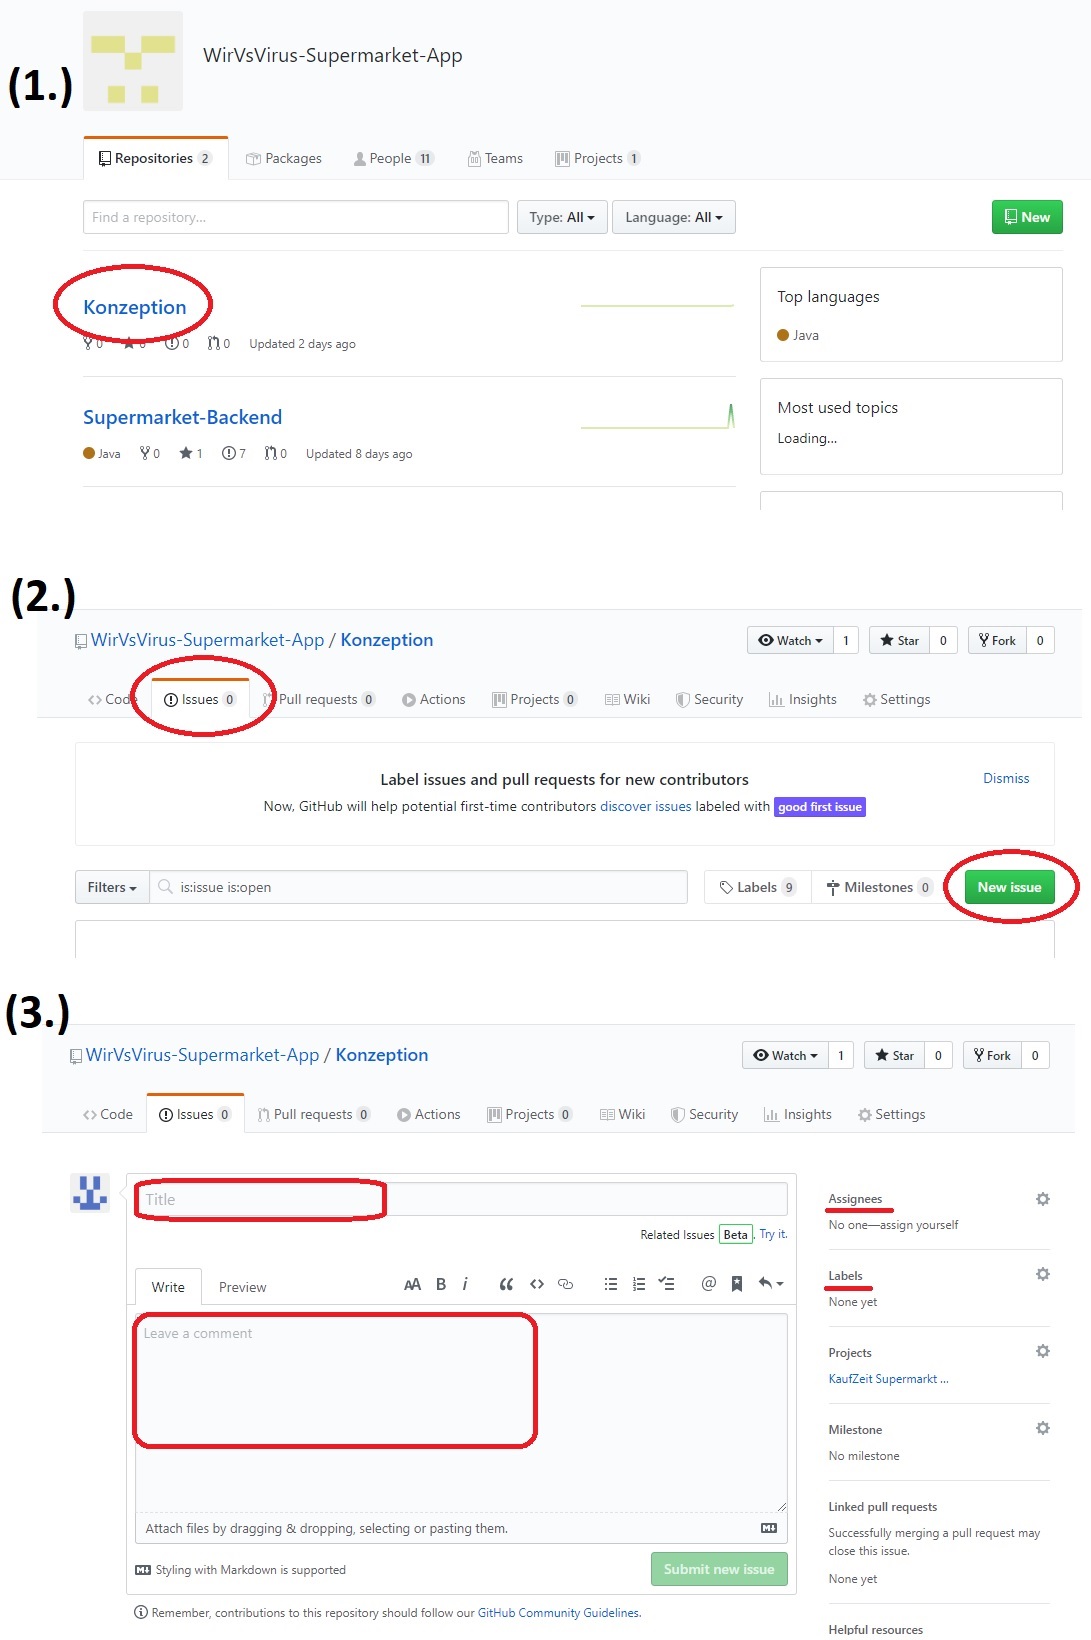 (1.)
WirVsVirus-Supermarket-App
Repositories 2 Packages People 11 Teams Projects 1
Find a repository... Type: All Language: All New
Konzeption
0 0 0 0 Updated 2 days ago
Top languages
Java
Supermarket-Backend
Java 0 1 7 0 Updated 8 days ago
Most used topics
Loading...
(2.)
WirVsVirus-Supermarket-App / Konzeption Watch 1 Star 0 Fork 0
Code Issues 0 Pull requests 0 Actions Projects 0 Wiki Security Insights Settings
Label issues and pull requests for new contributors Dismiss
Now, GitHub will help potential first-time contributors discover issues labeled with good first issue
Filters is:issue is:open Labels 9 Milestones 0 New issue
(3.)
WirVsVirus-Supermarket-App / Konzeption Watch 1 Star 0 Fork 0
Code Issues 0 Pull requests 0 Actions Projects 0 Wiki Security Insights Settings
Title
Related Issues Beta. Try it.
Write Preview AA B i “ <> @
Leave a comment
Attach files by dragging & dropping, selecting or pasting them.
Styling with Markdown is supported Submit new issue
Remember, contributions to this repository should follow our GitHub Community Guidelines.
Assignees
No one—assign yourself
Labels
None yet
Projects
KaufZeit Supermarkt ...
Milestone
No milestone
Linked pull requests
Successfully merging a pull request may
close this issue.
None yet
Helpful resources